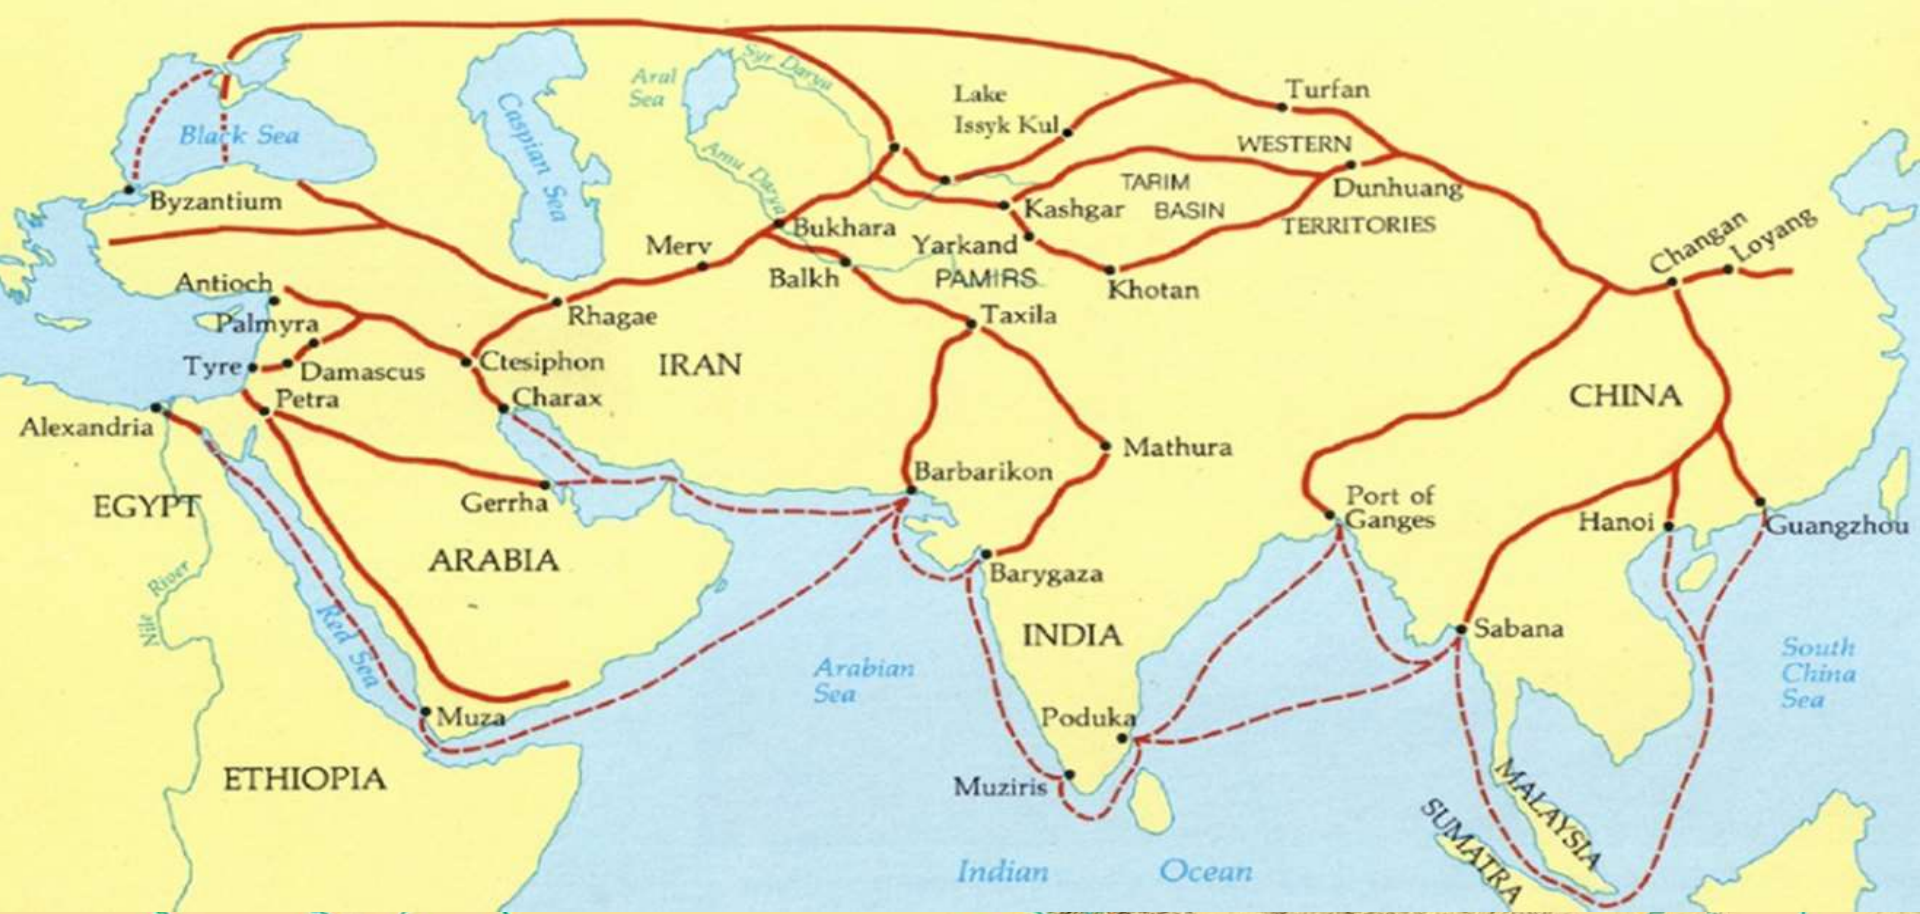 Syr Darya
Aral
Sea
Lake
Issyk Kul
Turfan
Caspian Sea
Black Sea
WESTERN
Amu Darya
TARIM
Dunhuang
Byzantium
Kashgar
BASIN
TERRITORIES
Bukhara
Merv
Yarkand
Changan
Loyang
Balkh
PAMIRS
Khotan
Antioch
Palmyra
Rhagae
Taxila
Tyre
Damascus
Ctesiphon
IRAN
Petra
Charax
CHINA
Alexandria
Mathura
Barbarikon
EGYPT
Gerrha
Port of
Ganges
Hanoi
Guangzhou
ARABIA
Barygaza
Nile River
Red Sea
INDIA
Sabana
Arabian
Sea
South
China
Sea
Muza
Poduka
ETHIOPIA
Muziris
MALAYSIA
SUMATRA
Indian Ocean